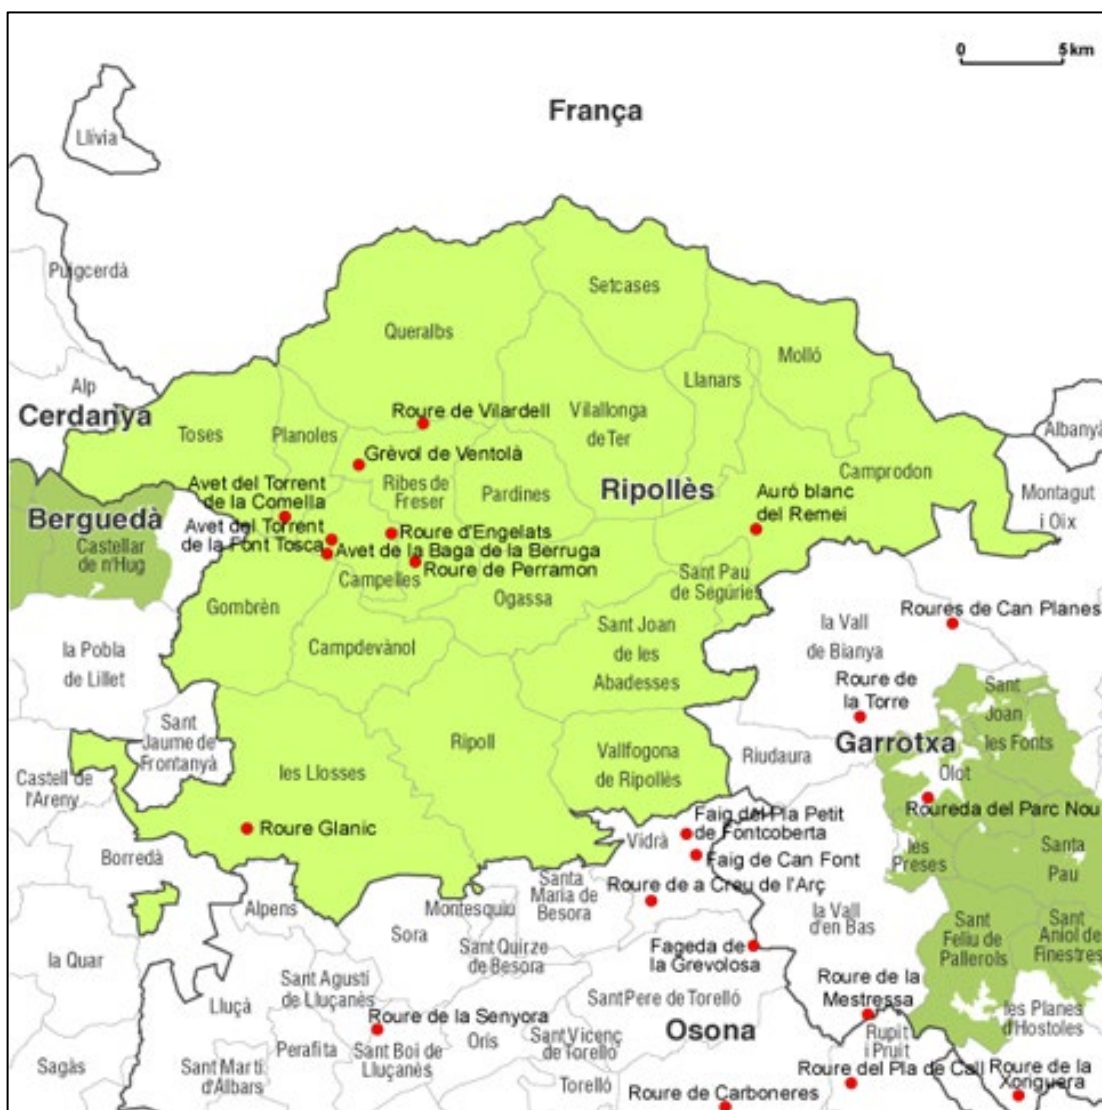 0 5 km
França
Llívia
Puigcerdà
Setcases
Queralbs
Molló
Alp
Llanars
Cerdanya
Roure de Vilardell
Vilallonga
de Ter
Albanyà
Toses
Planoles
Grèvol de Ventolà
Camprodon
Avet del Torrent
de la Comella
Ribes de
Freser
Pardines
Ripollès
Auró blanc
del Remei
Montagut
i Oix
Berguedà
Avet del Torrent
de la Font Tosca
Roure d'Engelats
Castellar
de n'Hug
Avet de la Baga de la Berruga
Campelles
Roure de Perramon
Sant Pau
de Segúries
Gombrèn
Ogassa
Roures de Can Planes
la Pobla
de Lillet
Campdevànol
Sant Joan
de les
Abadesses
la Vall
de Bianya
Roure de
la Torre
Sant
Joan
les Fonts
Sant
Jaume de
Frontanyà
Ripoll
Garrotxa
Castell de
l'Areny
les Llosses
Vallfogona
de Ripollès
Riudaura
Olot
Roure Glanic
Roureda del Parc Nou
Faig del Pla Petit
de Fontcoberta
Vidrà
Borredà
Faig de Can Font
les
Preses
Santa
Pau
Santa
Maria de
Besora
Roure de a Creu de l'Arç
Alpens
Montesquiu
Sora
la Vall
d'en Bas
Sant
Feliu de
Pallerols
Sant
Aniol de
Finestres
la Quar
Sant Quirze
de Besora
Fageda de
la Grevolosa
Sant Agustí
de Lluçanès
Lluçà
Sant Pere de Torelló
Roure de la
Mestressa
les Planes
d'Hostoles
Roure de la Senyora
Osona
Perafita
Sant Boi de
Lluçanès
Orís
Sant Vicenç
de Torelló
Rupit
i Pruit
Sagàs
Sant Martí
d'Albars
Torelló
Roure del Pla de Call
Roure de la
Xoriguera
Roure de Carboneres